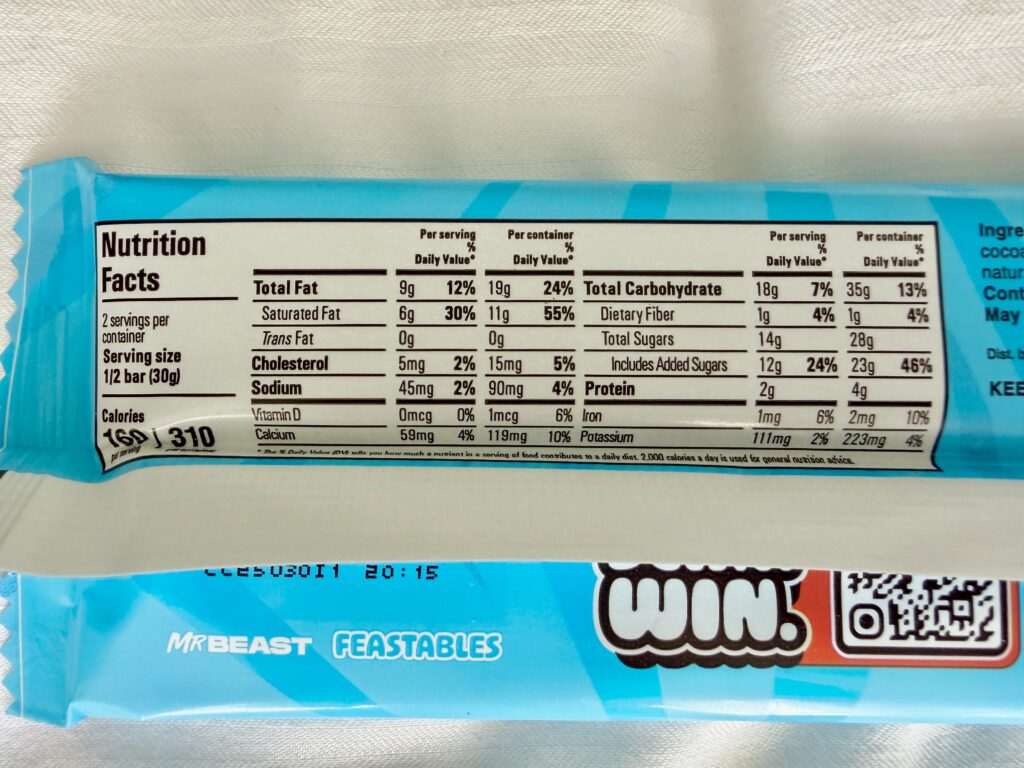 Nutrition
Facts
2 servings per
container
Serving size
1/2 bar (30g)
Calories
160 | 310
per serving
Per serving Per container
% %
Daily Value* Daily Value*
Total Fat 9g 12% 19g 24%
Saturated Fat 6g 30% 11g 55%
Trans Fat 0g 0g
Cholesterol 5mg 2% 15mg 5%
Sodium 45mg 2% 90mg 4%
Vitamin D 0mcg 0% 1mcg 6%
Calcium 59mg 4% 119mg 10%
Per serving Per container
% %
Daily Value* Daily Value*
Total Carbohydrate 18g 7% 35g 13%
Dietary Fiber 1g 4% 1g 4%
Total Sugars 14g 28g
Includes Added Sugars 12g 24% 23g 46%
Protein 2g 4g
Iron 1mg 6% 2mg 10%
Potassium 111mg 2% 223mg 4%
* The % Daily Value (DV) tells you how much a nutrient in a serving of food contributes to a daily diet. 2,000 calories a day is used for general nutrition advice.
Ingre
cocoa
natur
Cont
May
Dist. b
KEE
20:15
MRBEAST FEASTABLES
WIN.